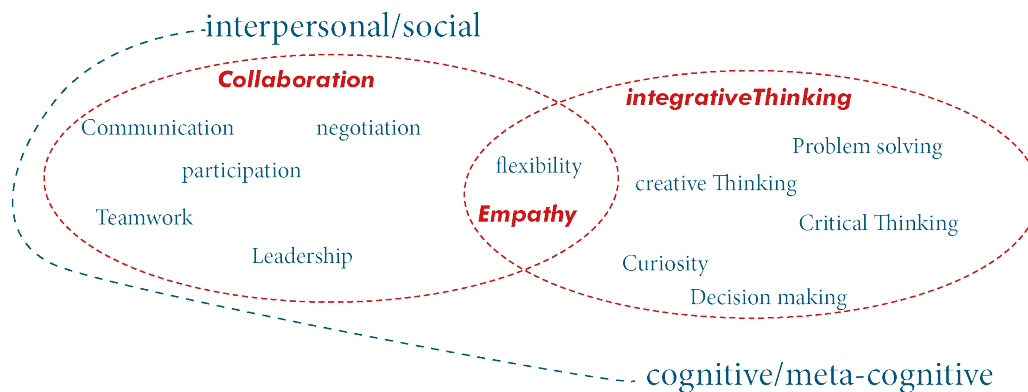 interpersonal/social
Collaboration
integrativeThinking
Communication
negotiation
Problem solving
participation
flexibility
creative Thinking
Teamwork
Empathy
Critical Thinking
Leadership
Curiosity
Decision making
cognitive/meta-cognitive